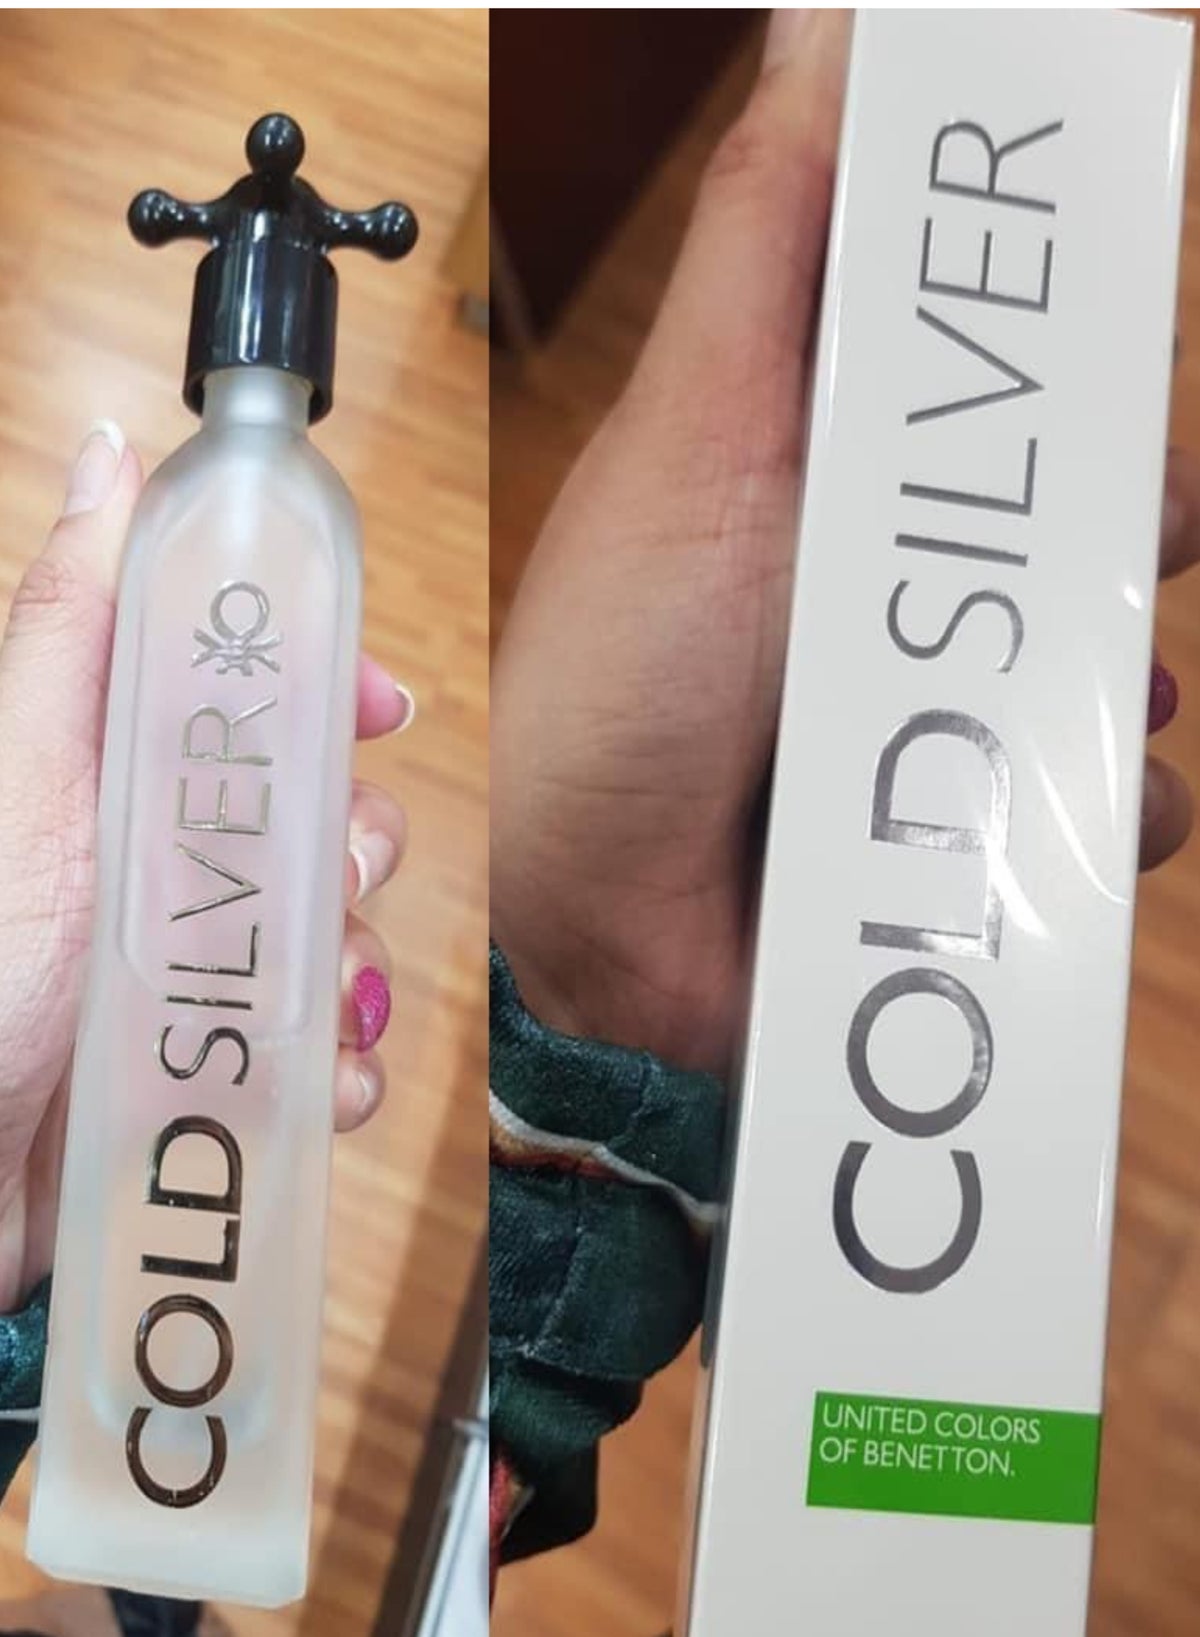 COLD SILVER
COLD SILVER
UNITED COLORS
OF BENETTON.